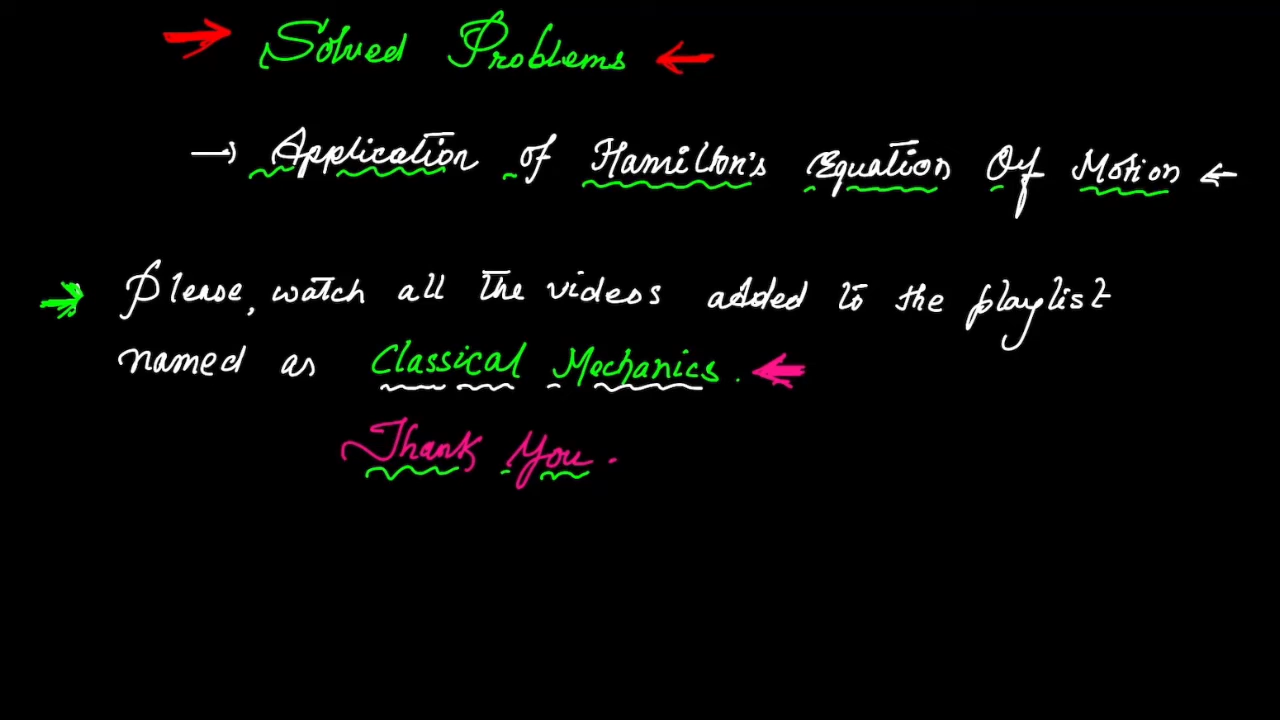 Solved Problems
Application of Hamilton's Equation Of Motion
Please, watch all the videos added to the playlist
named as Classical Mechanics.
Thank You.